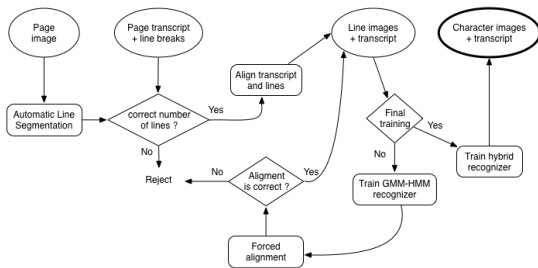 Page
image
Page transcript
+ line breaks
Line images
+ transcript
Character images
+ transcript
Automatic Line
Segmentation
correct number
of lines ?
Yes
Align transcript
and lines
Final
training
Yes
No
No
Reject
No
Aligment
is correct ?
Yes
Train hybrid
recognizer
Train GMM-HMM
recognizer
Forced
alignment